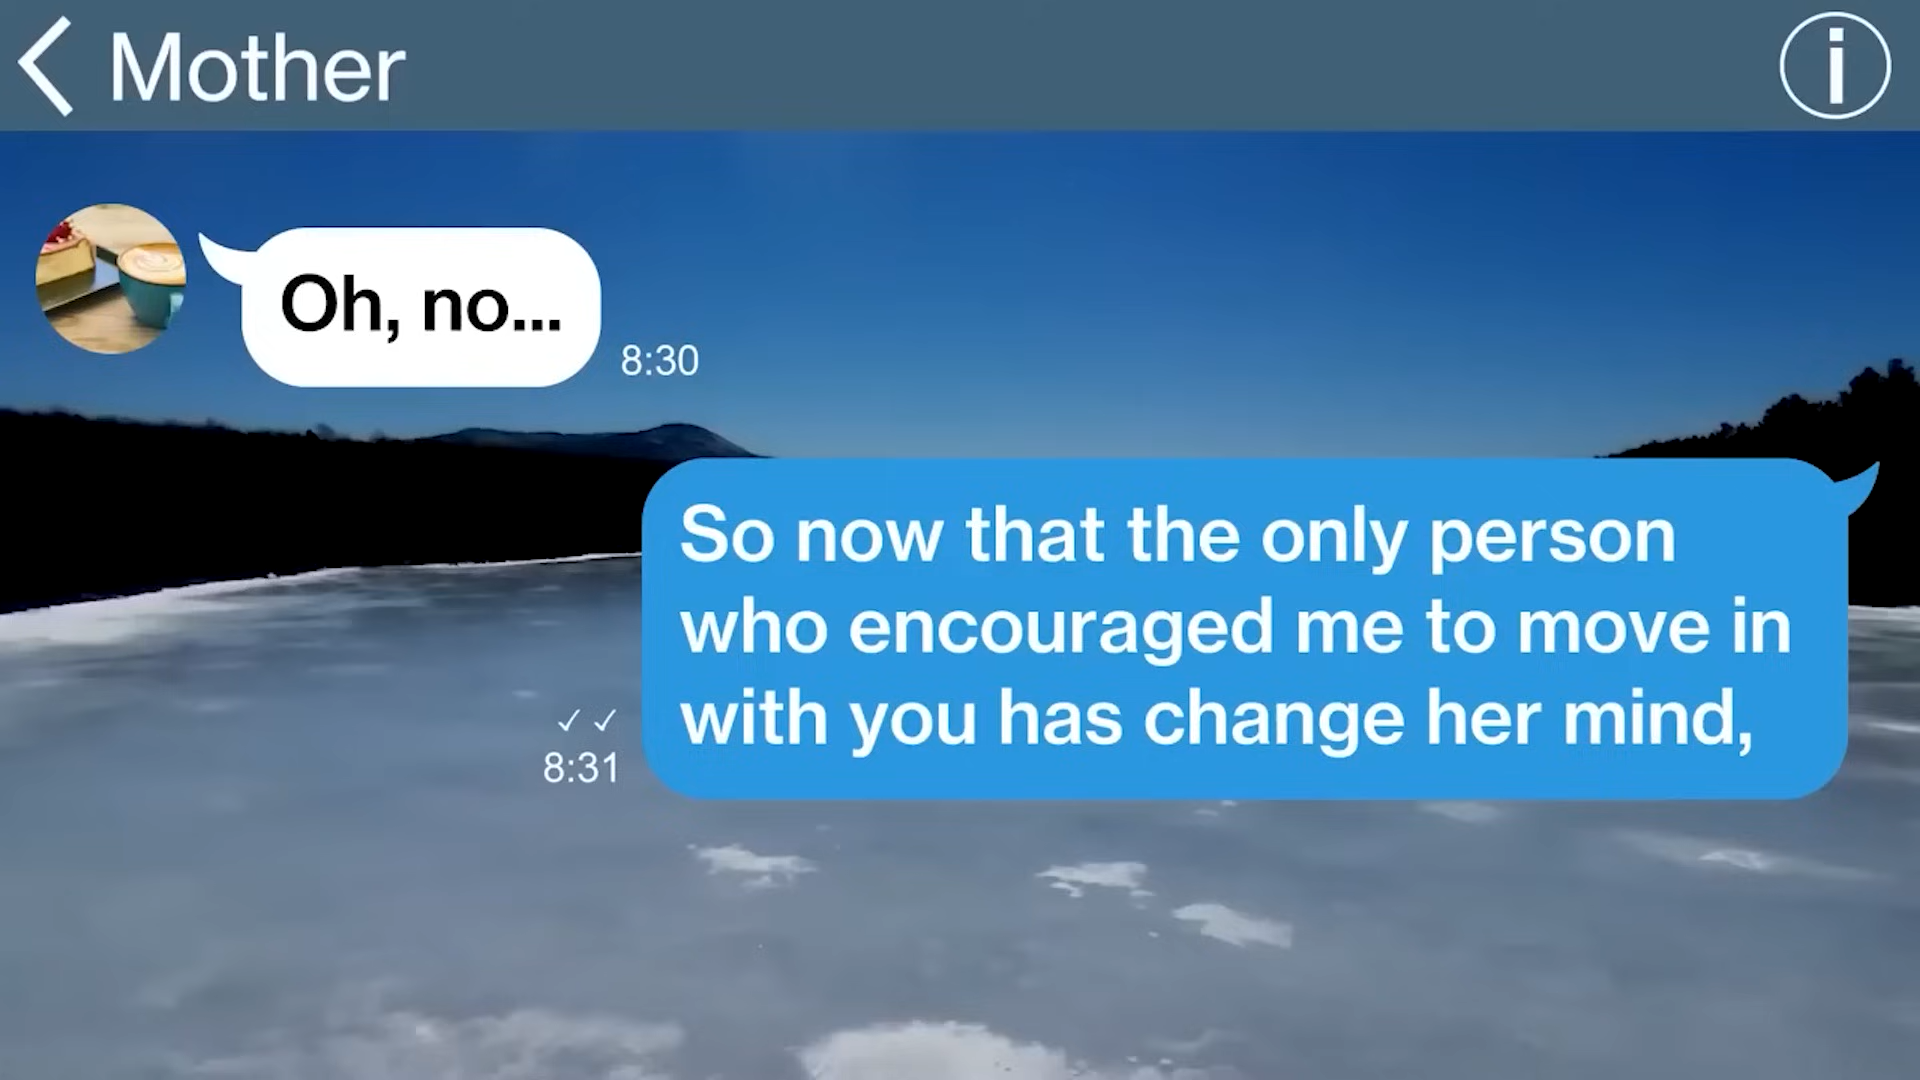 Mother
Oh, no...
8:30
So now that the only person
who encouraged me to move in
with you has change her mind,
✓ ✓
8:31